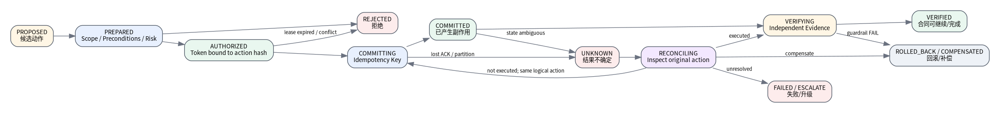 PROPOSED
候选动作
PREPARED
Scope / Preconditions / Risk
AUTHORIZED
Token bound to action hash
REJECTED
拒绝
lease expired / conflict
COMMITTING
Idempotency Key
COMMITTED
已产生副作用
state ambiguous
lost ACK / partition
not executed; same logical action
UNKNOWN
结果不确定
RECONCILING
Inspect original action
executed
compensate
unresolved
VERIFYING
Independent Evidence
guardrail FAIL
VERIFIED
合同可继续/完成
ROLLED_BACK / COMPENSATED
回滚/补偿
FAILED / ESCALATE
失败/升级